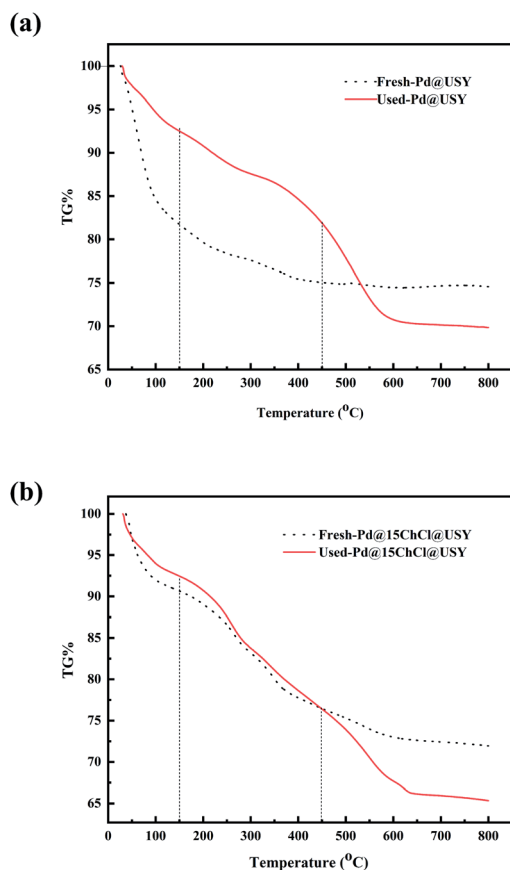 (a)
Fresh-Pd@USY
Used-Pd@USY
TG%
100
95
90
85
80
75
70
65
0 100 200 300 400 500 600 700 800
Temperature (°C)
(b)
Fresh-Pd@15ChCl@USY
Used-Pd@15ChCl@USY
TG%
100
95
90
85
80
75
70
65
0 100 200 300 400 500 600 700 800
Temperature (°C)